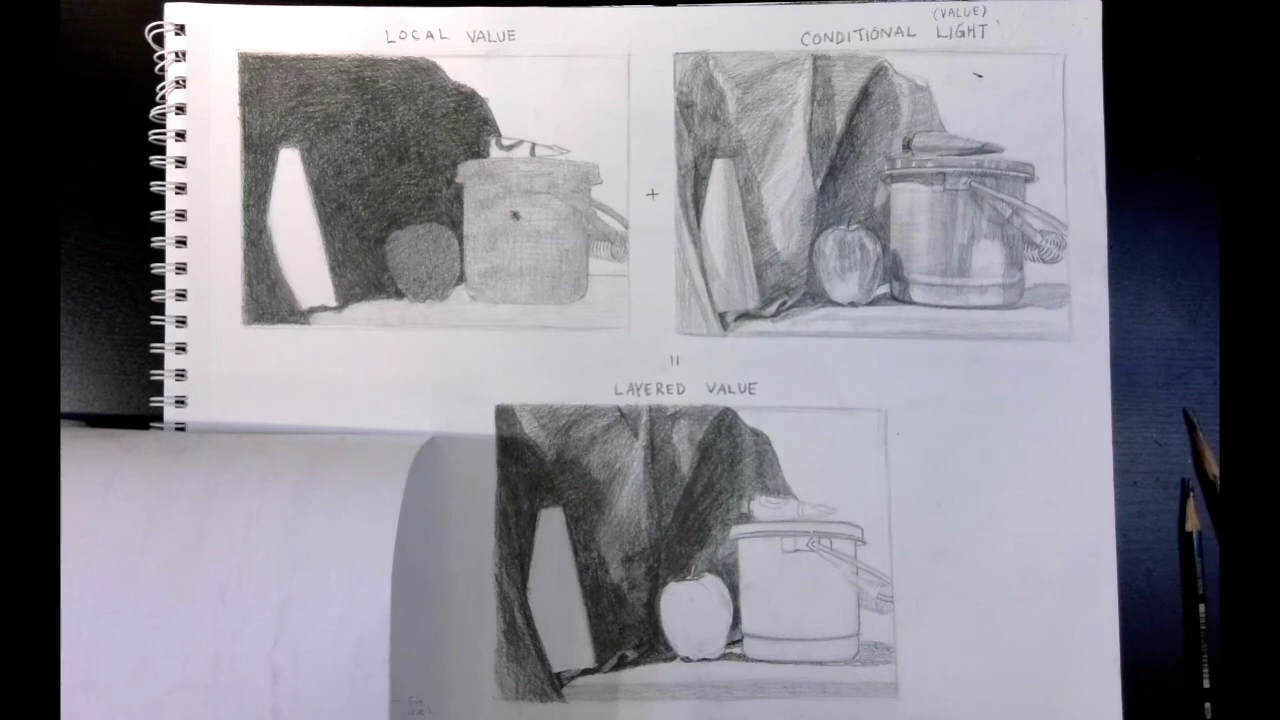 LOCAL VALUE
(VALUE)
CONDITIONAL LIGHT
+
=
LAYERED VALUE